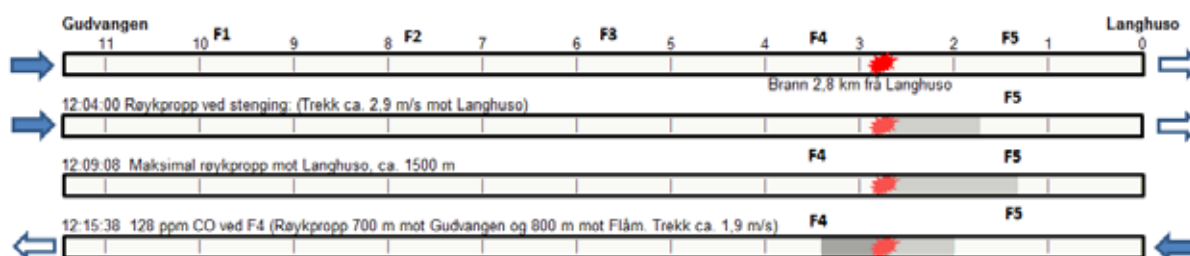 Gudvangen Langhuso
F1 F2 F3 F4 F5
11 10 9 8 7 6 5 4 3 2 1 0
Brann 2,8 km frå Langhuso
12:04:00 Røykpropp ved stenging: (Trekk ca. 2,9 m/s mot Langhuso) F5
12:09:08 Maksimal røykpropp mot Langhuso, ca. 1500 m F4 F5
12:15:38 128 ppm CO ved F4 (Røykpropp 700 m mot Gudvangen og 800 m mot Flåm. Trekk ca. 1,9 m/s) F4 F5